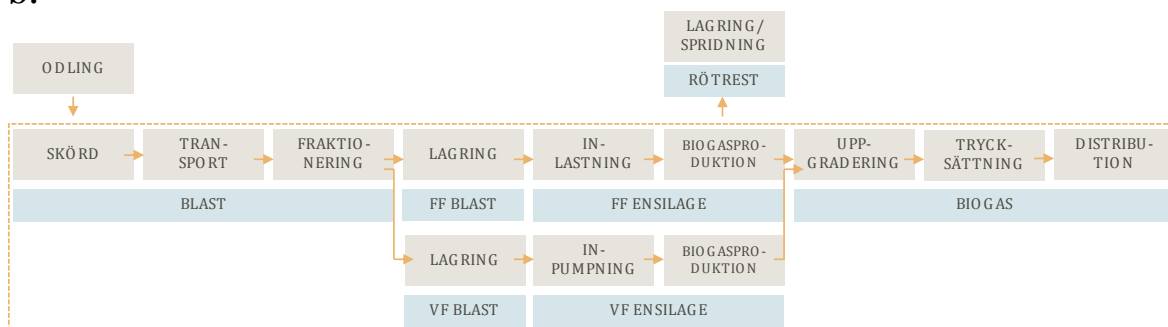 b.
LAGRING/
SPRIDNING
RÖTREST
ODLING
SKÖRD
TRAN-
SPORT
FRAKTIO-
NERING
LAGRING
IN-
LASTNING
BIOGASPRO-
DUKTION
UPP-
GRADERING
TRYCK-
SÄTTNING
DISTRIBU-
TION
BLAST
FF BLAST
FF ENSILAGE
BIOGAS
LAGRING
IN-
PUMPNING
BIOGASPRO-
DUKTION
VF BLAST
VF ENSILAGE